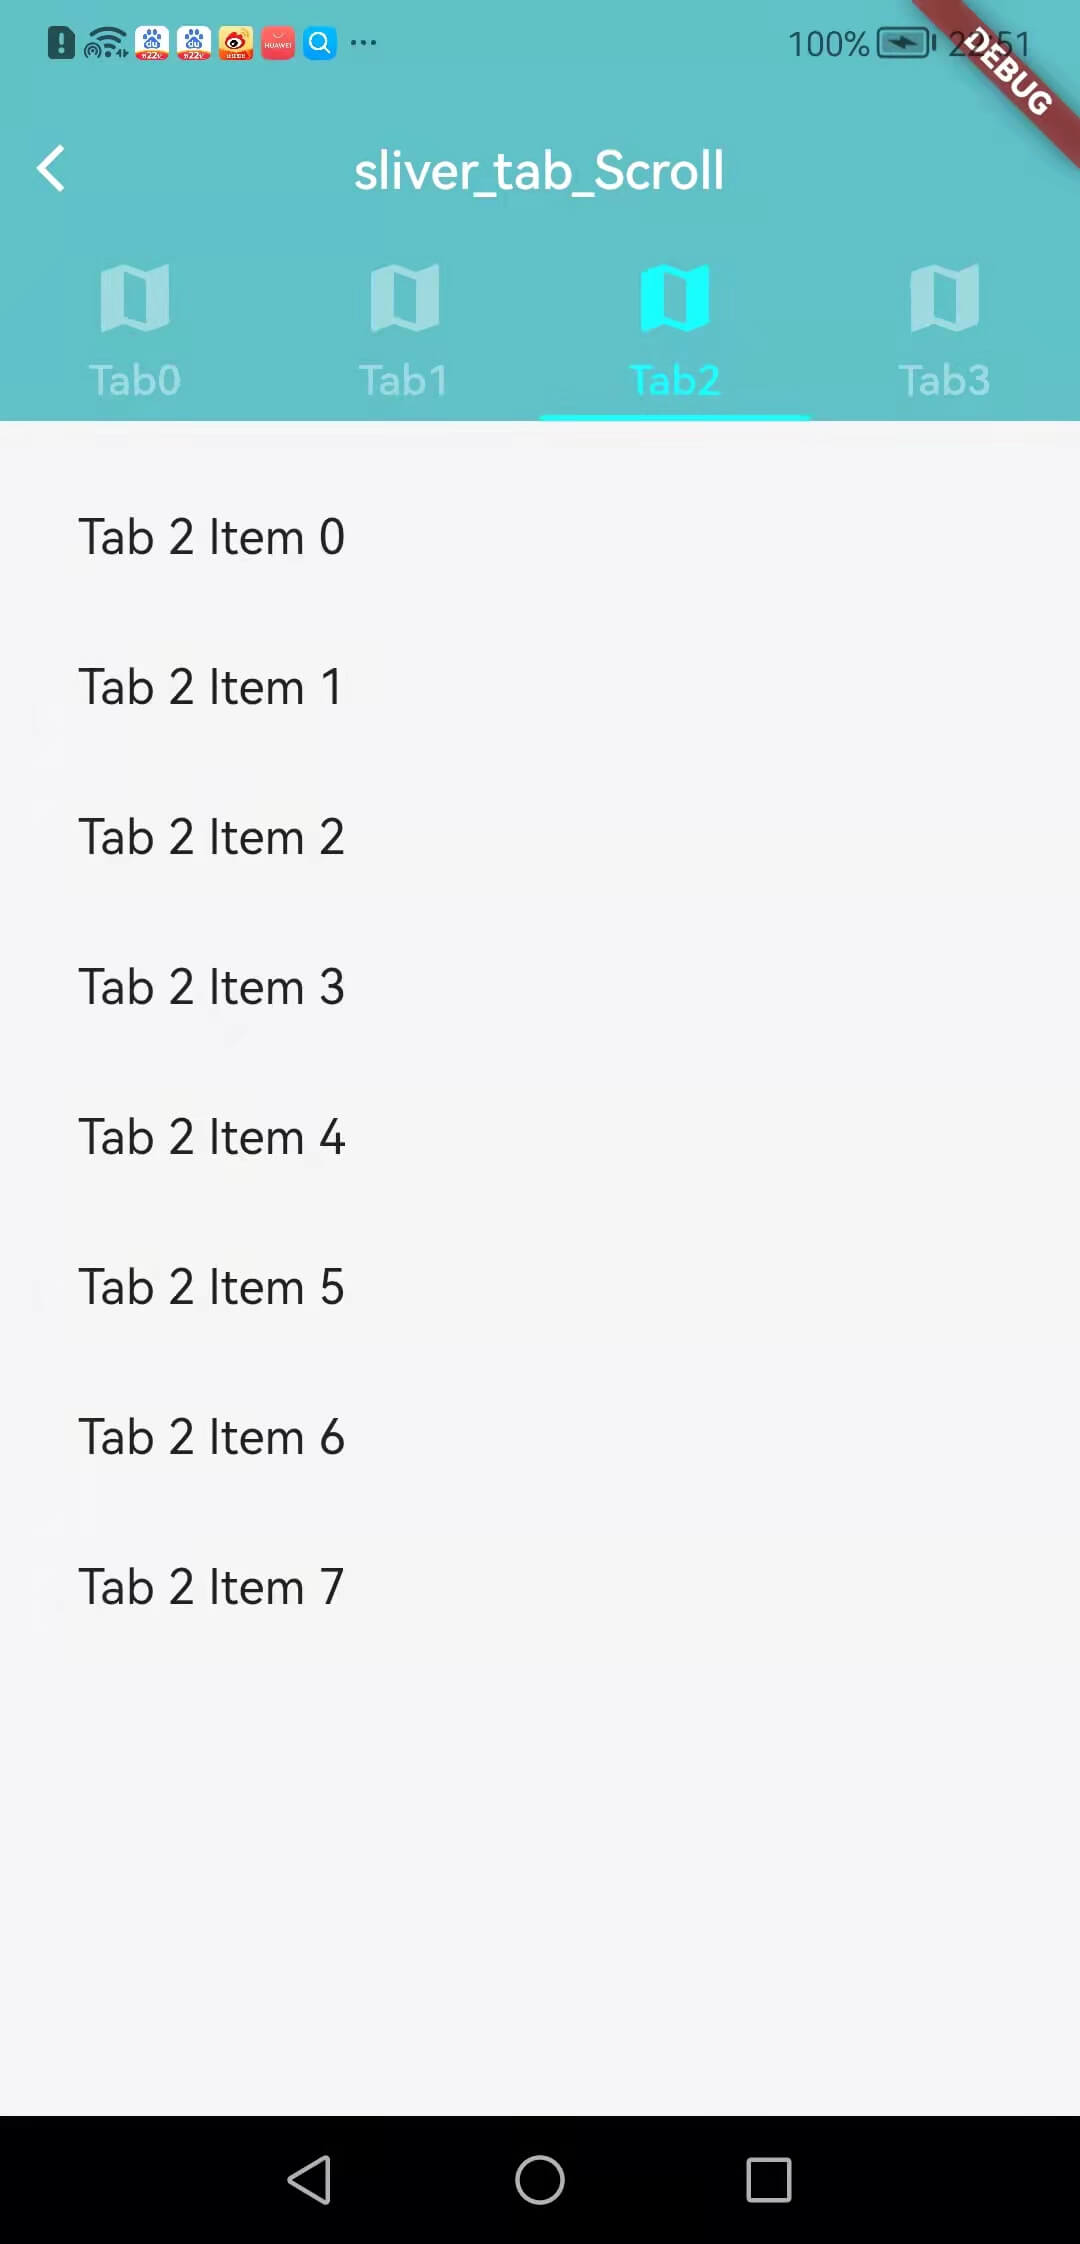 100%
DEBUG
sliver_tab_Scroll
Tab0 Tab1 Tab2 Tab3
Tab 2 Item 0
Tab 2 Item 1
Tab 2 Item 2
Tab 2 Item 3
Tab 2 Item 4
Tab 2 Item 5
Tab 2 Item 6
Tab 2 Item 7